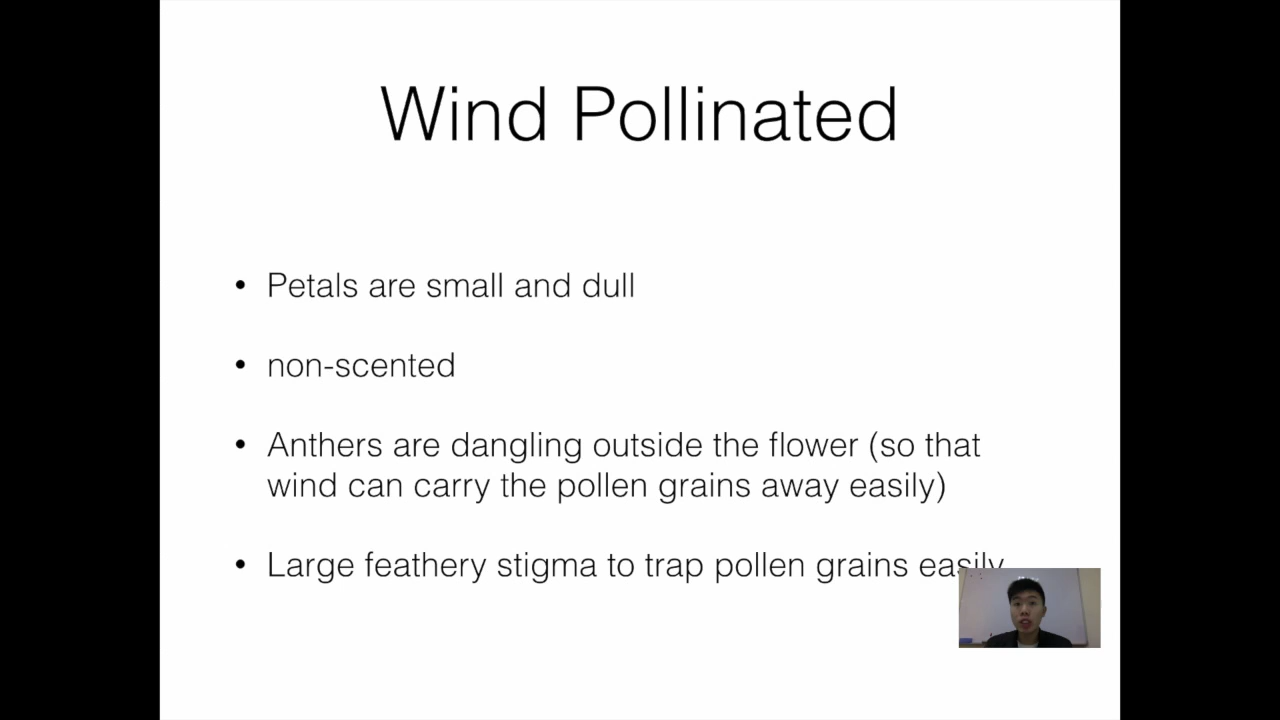 Wind Pollinated
• Petals are small and dull
• non-scented
• Anthers are dangling outside the flower (so that
wind can carry the pollen grains away easily)
• Large feathery stigma to trap pollen grains easily